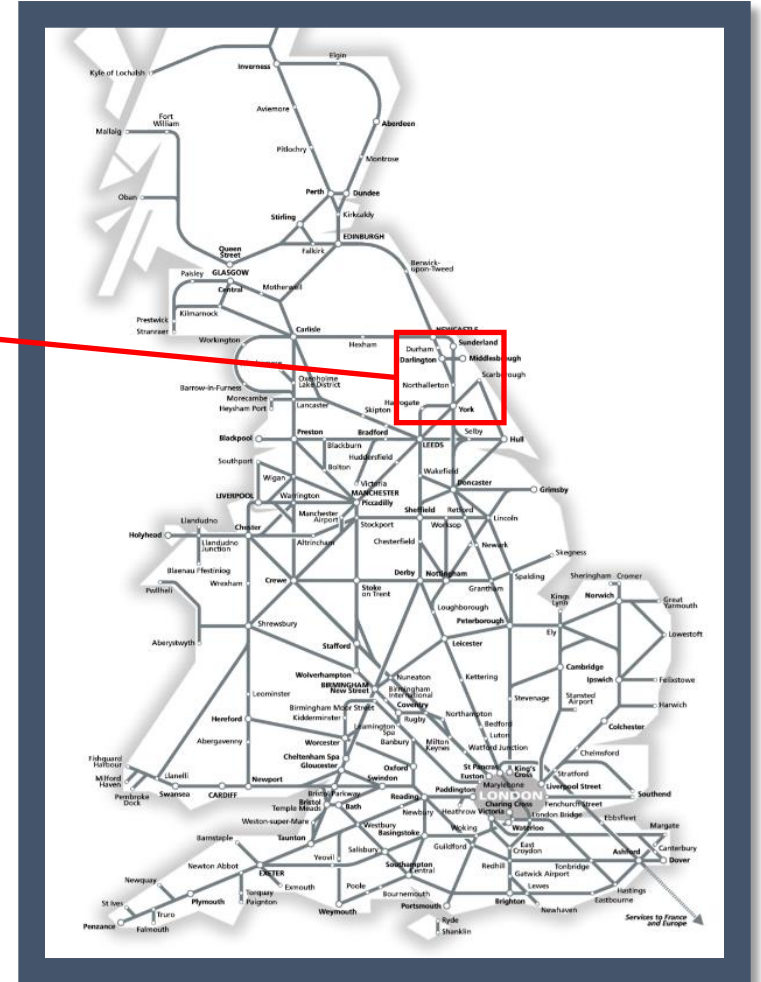 Elgin
Inverness
Kyle of Lochalsh
Aviemore
Fort
William
Aberdeen
Mallaig
Pitlochry
Montrose
Perth
Dundee
Oban
Stirling
Kirkcaldy
EDINBURGH
Queen
Street
Falkirk
Berwick-
upon-Tweed
Paisley
GLASGOW
Central
Motherwell
Prestwick
Kilmarnock
Stranraer
Carlisle
NEWCASTLE
Workington
Hexham
Sunderland
Durham
Darlington
Middlesbrough
Oxenholme
Lake District
Scarborough
Barrow-in-Furness
Northallerton
Morecambe
Heysham Port
Lancaster
Harrogate
Skipton
York
Blackpool
Preston
Bradford
Selby
Blackburn
LEEDS
Hull
Southport
Huddersfield
Bolton
Wakefield
Wigan
Victoria
Doncaster
LIVERPOOL
Warrington
MANCHESTER
Piccadilly
Grimsby
Manchester
Airport
Sheffield
Retford
Llandudno
Stockport
Worksop
Lincoln
Holyhead
Chester
Llandudno
Junction
Altrincham
Chesterfield
Newark
Skegness
Blaenau Ffestiniog
Derby
Nottingham
Spalding
Sheringham
Cromer
Pwllheli
Wrexham
Crewe
Stoke
on Trent
Grantham
Kings
Lynn
Norwich
Great
Yarmouth
Loughborough
Peterborough
Shrewsbury
Ely
Lowestoft
Aberystwyth
Stafford
Leicester
Wolverhampton
Cambridge
BIRMINGHAM
New Street
Nuneaton
Kettering
Ipswich
Felixstowe
Birmingham
International
Leominster
Coventry
Stevenage
Stansted
Airport
Birmingham Moor Street
Harwich
Hereford
Kidderminster
Rugby
Northampton
Leamington
Spa
Bedford
Colchester
Abergavenny
Worcester
Banbury
Milton
Keynes
Luton
Watford Junction
Chelmsford
Fishguard
Harbour
Cheltenham Spa
Gloucester
Oxford
St Pancras
Euston
King's
Cross
Stratford
Milford
Haven
Llanelli
Newport
Swindon
Marylebone
Liverpool Street
Pembroke
Dock
Swansea
CARDIFF
Bristol Parkway
Reading
Paddington
LONDON
Southend
Bristol
Temple Meads
Bath
Charing Cross
Fenchurch Street
Newbury
Heathrow
Victoria
London Bridge
Ebbsfleet
Weston-super-Mare
Westbury
Waterloo
Margate
Barnstaple
Taunton
Basingstoke
Woking
East
Croydon
Canterbury
Salisbury
Guildford
Ashford
Newton Abbot
Yeovil
Southampton
Central
Redhill
Tonbridge
Dover
EXETER
Gatwick Airport
Newquay
Exmouth
Poole
Lewes
Hastings
Torquay
Paignton
Bournemouth
Eastbourne
St Ives
Plymouth
Weymouth
Portsmouth
Brighton
Newhaven
Truro
Ryde
Services to France
and Europe
Penzance
Falmouth
Shanklin